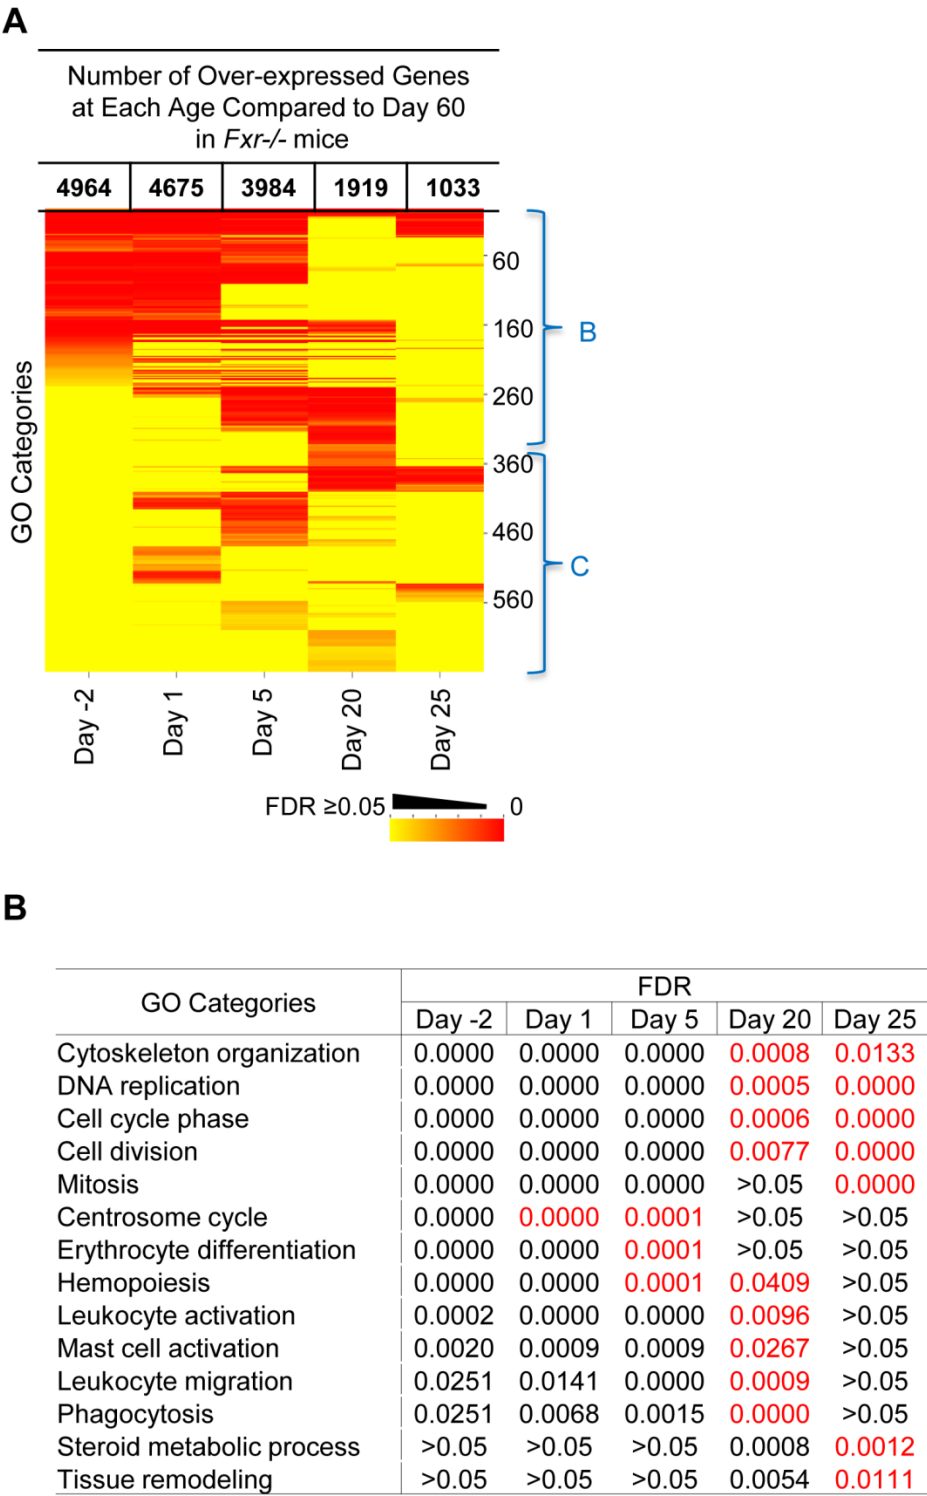 A
Number of Over-expressed Genes
at Each Age Compared to Day 60
in Fxr-/- mice
4964 4675 3984 1919 1033
GO Categories
60
160
260
360
460
560
B
C
Day -2 Day 1 Day 5 Day 20 Day 25
FDR ≥0.05 0
B
GO Categories FDR
Day -2 Day 1 Day 5 Day 20 Day 25
Cytoskeleton organization 0.0000 0.0000 0.0000 0.0008 0.0133
DNA replication 0.0000 0.0000 0.0000 0.0005 0.0000
Cell cycle phase 0.0000 0.0000 0.0000 0.0006 0.0000
Cell division 0.0000 0.0000 0.0000 0.0077 0.0000
Mitosis 0.0000 0.0000 0.0000 >0.05 0.0000
Centrosome cycle 0.0000 0.0000 0.0001 >0.05 >0.05
Erythrocyte differentiation 0.0000 0.0000 0.0001 >0.05 >0.05
Hemopoiesis 0.0000 0.0000 0.0001 0.0409 >0.05
Leukocyte activation 0.0002 0.0000 0.0000 0.0096 >0.05
Mast cell activation 0.0020 0.0009 0.0009 0.0267 >0.05
Leukocyte migration 0.0251 0.0141 0.0000 0.0009 >0.05
Phagocytosis 0.0251 0.0068 0.0015 0.0000 >0.05
Steroid metabolic process >0.05 >0.05 >0.05 0.0008 0.0012
Tissue remodeling >0.05 >0.05 >0.05 0.0054 0.0111